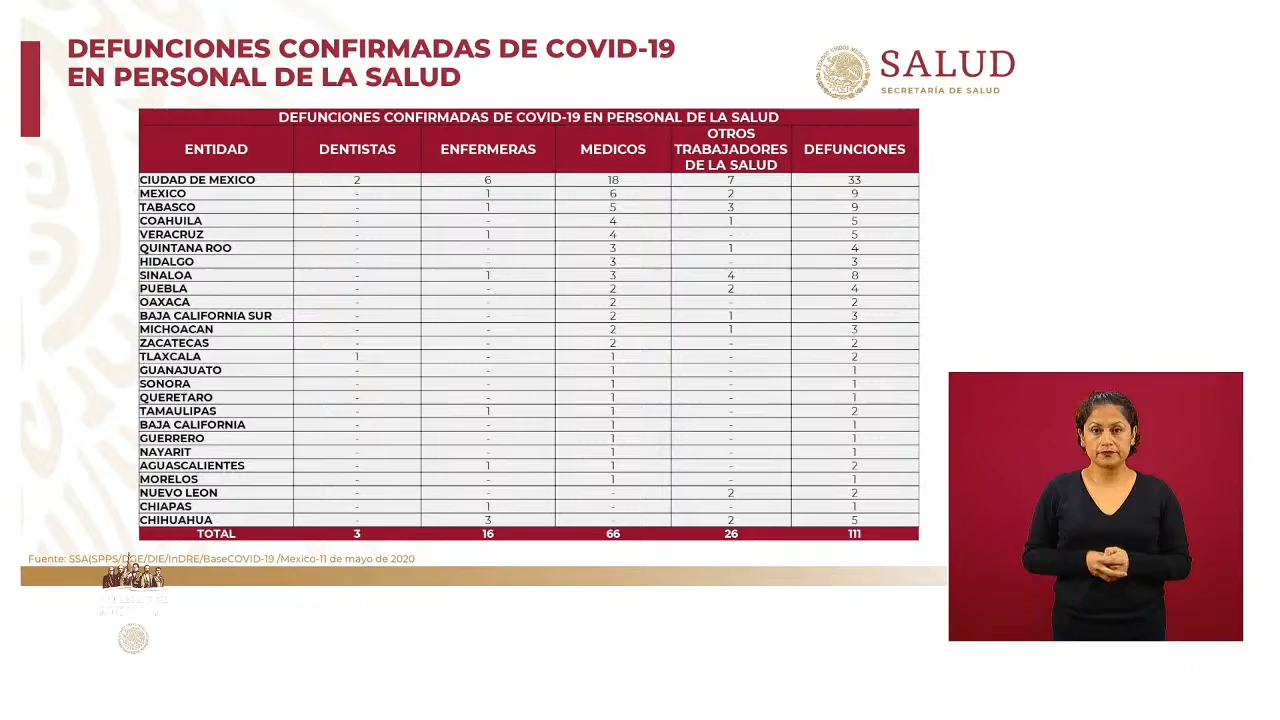 DEFUNCIONES CONFIRMADAS DE COVID-19
EN PERSONAL DE LA SALUD
SALUD
SECRETARÍA DE SALUD
DEFUNCIONES CONFIRMADAS DE COVID-19 EN PERSONAL DE LA SALUD
ENTIDAD DENTISTAS ENFERMERAS MEDICOS OTROS TRABAJADORES DE LA SALUD DEFUNCIONES
CIUDAD DE MEXICO 2 6 18 7 33
MEXICO - 1 6 2 9
TABASCO - 1 5 3 9
COAHUILA - - 4 1 5
VERACRUZ - 1 4 - 5
QUINTANA ROO - - 3 1 4
HIDALGO - - 3 - 3
SINALOA - 1 3 4 8
PUEBLA - - 2 2 4
OAXACA - - 2 - 2
BAJA CALIFORNIA SUR - - 2 1 3
MICHOACAN - - 2 1 3
ZACATECAS - - 2 - 2
TLAXCALA 1 - 1 - 2
GUANAJUATO - - 1 - 1
SONORA - - 1 - 1
QUERETARO - - 1 - 1
TAMAULIPAS - 1 1 - 2
BAJA CALIFORNIA - - 1 - 1
GUERRERO - - 1 - 1
NAYARIT - - 1 - 1
AGUASCALIENTES - 1 1 - 2
MORELOS - - 1 - 1
NUEVO LEON - - - 2 2
CHIAPAS - 1 - - 1
CHIHUAHUA - 3 - 2 5
TOTAL 3 16 66 26 111
Fuente: SSA(SPPS/DGE/DIE/InDRE/BaseCOVID-19 /Mexico-11 de mayo de 2020